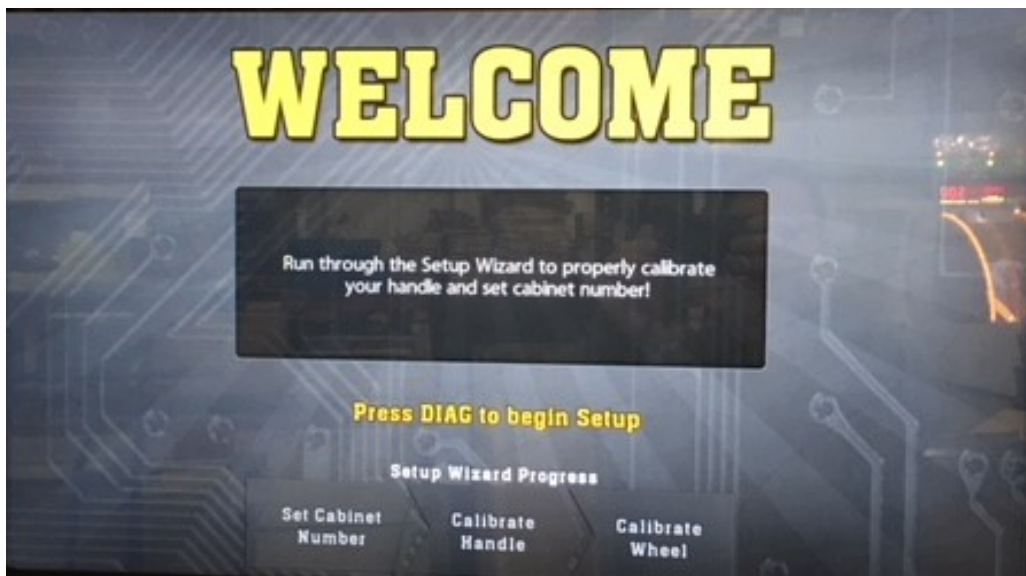 WELCOME
Run through the Setup Wizard to properly calibrate
your handle and set cabinet number!
Press DIAG to begin Setup
Setup Wizard Progress
Set Cabinet
Number
Calibrate
Handle
Calibrate
Wheel